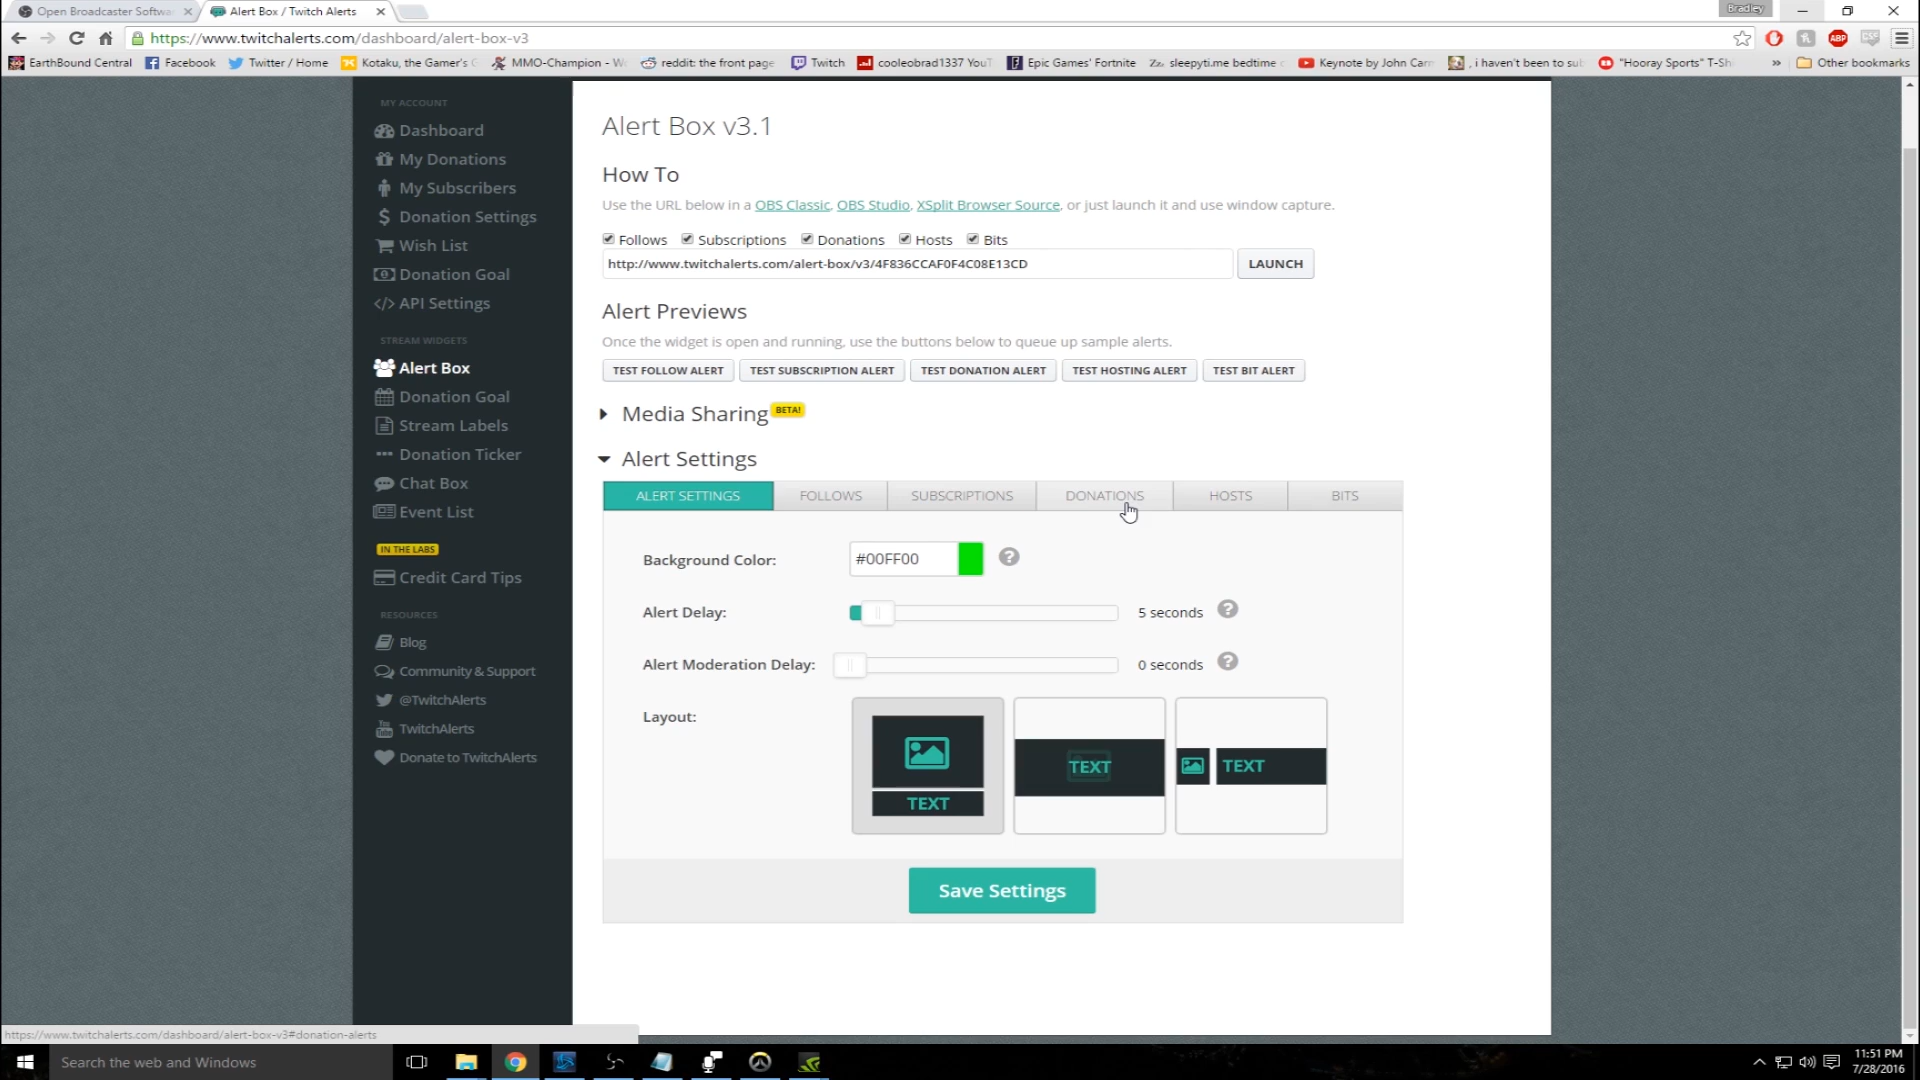 Open Broadcaster Softwa
Alert Box / Twitch Alerts
Bradley
https://www.twitchalerts.com/dashboard/alert-box-v3
ABP
EarthBound Central
Facebook
Twitter / Home
Kotaku, the Gamer's
MMO-Champion - W
reddit: the front page
Twitch
cooleobrad1337 YouT
Epic Games' Fortnite
Zz. sleepyti.me bedtime
Keynote by John Carm
, i haven't been to sub
"Hooray Sports" T-Sh
Other bookmarks
MY ACCOUNT
Dashboard
My Donations
My Subscribers
Donation Settings
Wish List
Donation Goal
API Settings
STREAM WIDGETS
Alert Box
Donation Goal
Stream Labels
Donation Ticker
Chat Box
Event List
IN THE LABS
Credit Card Tips
RESOURCES
Blog
Community & Support
@TwitchAlerts
TwitchAlerts
Donate to TwitchAlerts
Alert Box v3.1
How To
Use the URL below in a OBS Classic, OBS Studio, XSplit Browser Source, or just launch it and use window capture.
Follows Subscriptions Donations Hosts Bits
http://www.twitchalerts.com/alert-box/v3/4F836CCAF0F4C08E13CD LAUNCH
Alert Previews
Once the widget is open and running, use the buttons below to queue up sample alerts.
TEST FOLLOW ALERT TEST SUBSCRIPTION ALERT TEST DONATION ALERT TEST HOSTING ALERT TEST BIT ALERT
Media Sharing BETA!
Alert Settings
ALERT SETTINGS FOLLOWS SUBSCRIPTIONS DONATIONS HOSTS BITS
Background Color: #00FF00 ?
Alert Delay: 5 seconds ?
Alert Moderation Delay: 0 seconds ?
Layout:
TEXT
TEXT
TEXT
Save Settings
https://www.twitchalerts.com/dashboard/alert-box-v3#donation-alerts
Search the web and Windows
11:51 PM
7/28/2016